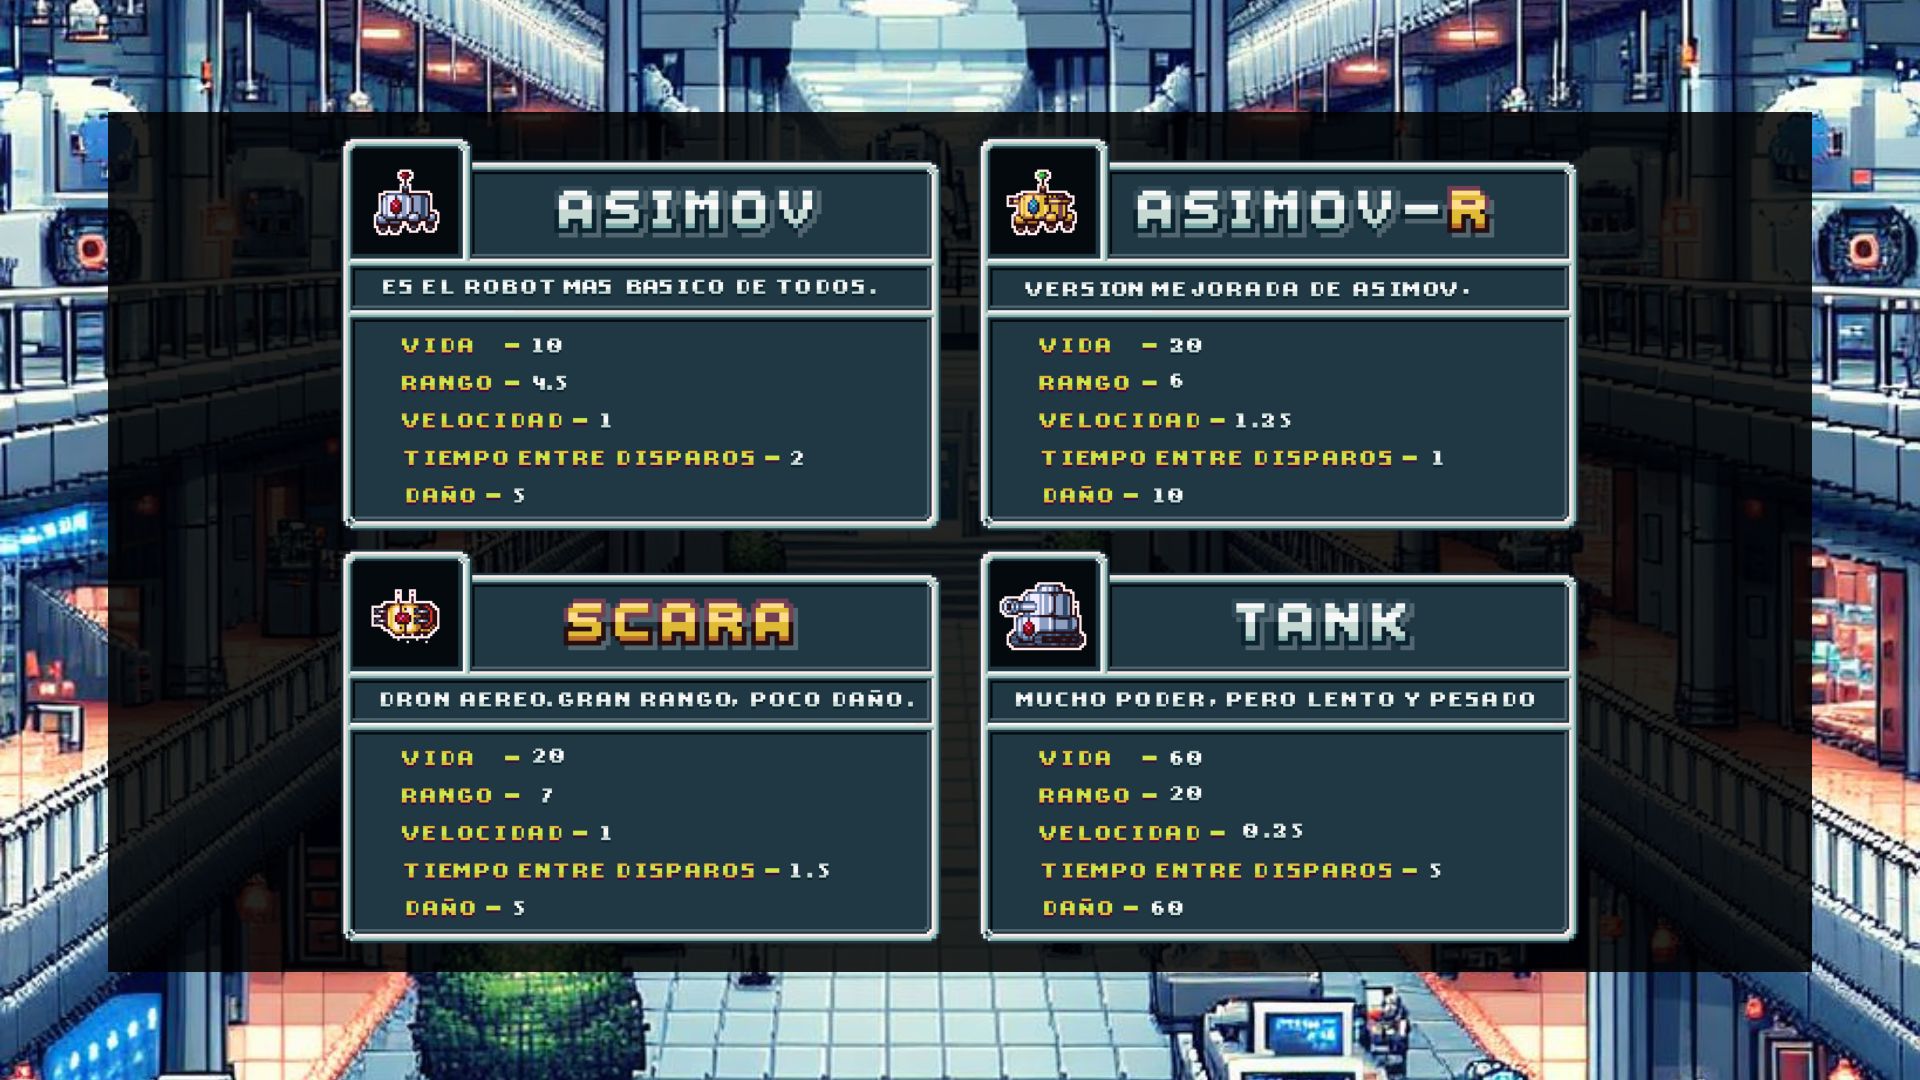 ASIMOV
ES EL ROBOT MAS BASICO DE TODOS.
VIDA - 10
RANGO - 4.5
VELOCIDAD - 1
TIEMPO ENTRE DISPAROS - 2
DAÑO - 5
ASIMOV-R
VERSION MEJORADA DE ASIMOV.
VIDA - 30
RANGO - 6
VELOCIDAD - 1.35
TIEMPO ENTRE DISPAROS - 1
DAÑO - 10
SCARA
DRON AEREO. GRAN RANGO, POCO DAÑO.
VIDA - 20
RANGO - 7
VELOCIDAD - 1
TIEMPO ENTRE DISPAROS - 1.5
DAÑO - 5
TANK
MUCHO PODER, PERO LENTO Y PESADO
VIDA - 60
RANGO - 20
VELOCIDAD - 0.35
TIEMPO ENTRE DISPAROS - 5
DAÑO - 60